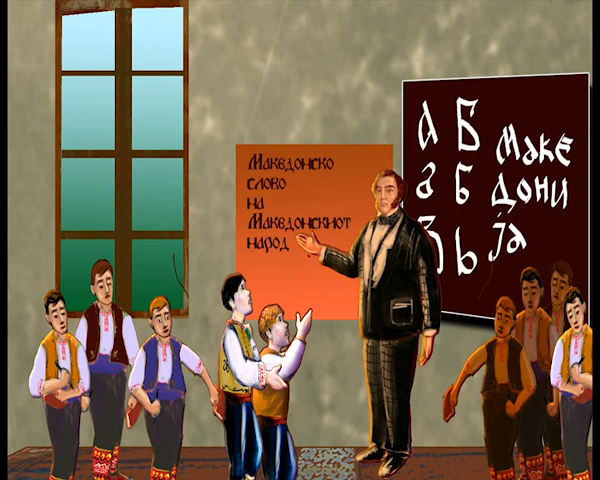 Македонско
слово
на
Македонскиот
народ
А Б
а б
Маке
дони
ја